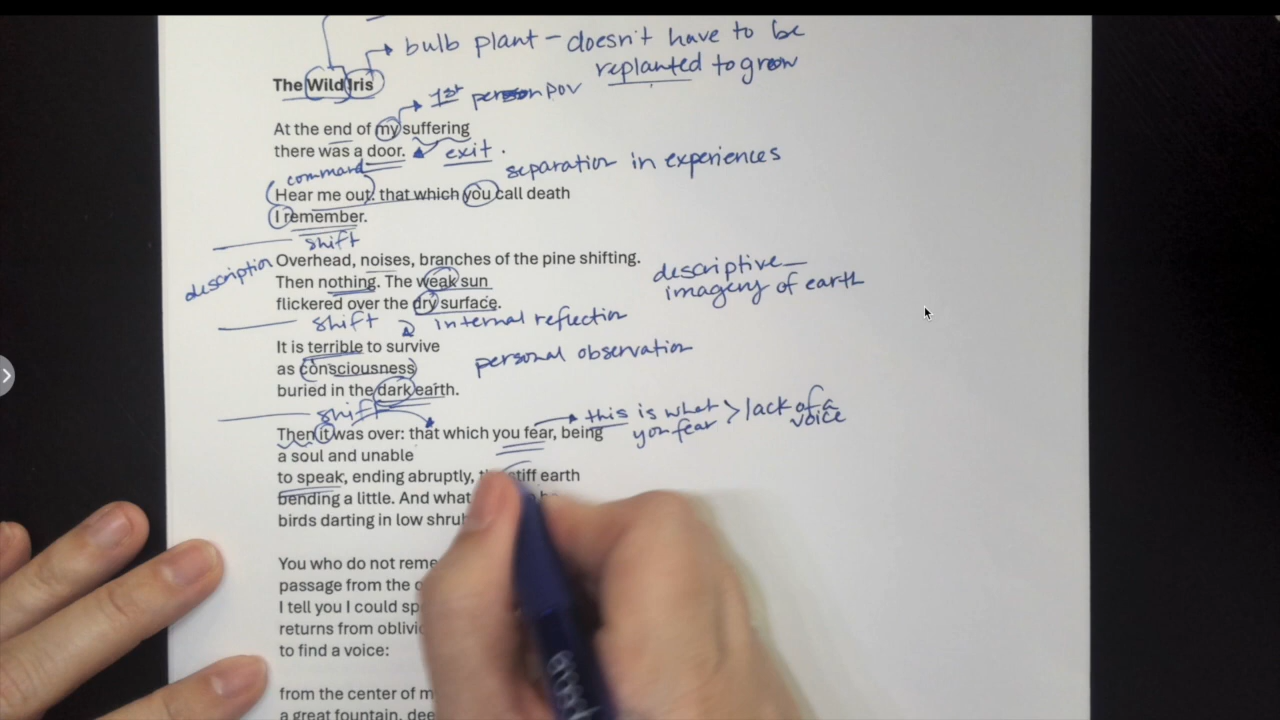 bulb plant – doesn't have to be
replanted to grow
The Wild Iris
1st person POV
At the end of my suffering
there was a door.
exit.
separation in experiences
command
Hear me out: that which you call death
I remember.
shift
Overhead, noises, branches of the pine shifting.
description
Then nothing. The weak sun
flickered over the dry surface.
descriptive
imagery of earth
shift
internal reflection
It is terrible to survive
as consciousness
buried in the dark earth.
personal observation
shift
this is what
you fear > lack of a
voice
Then it was over: that which you fear, being
a soul and unable
to speak, ending abruptly, stiff earth
bending a little. And what
birds darting in low
You who do not
passage from the
I tell you I could
returns from
to find a voice:
from the center of
a great fountain,